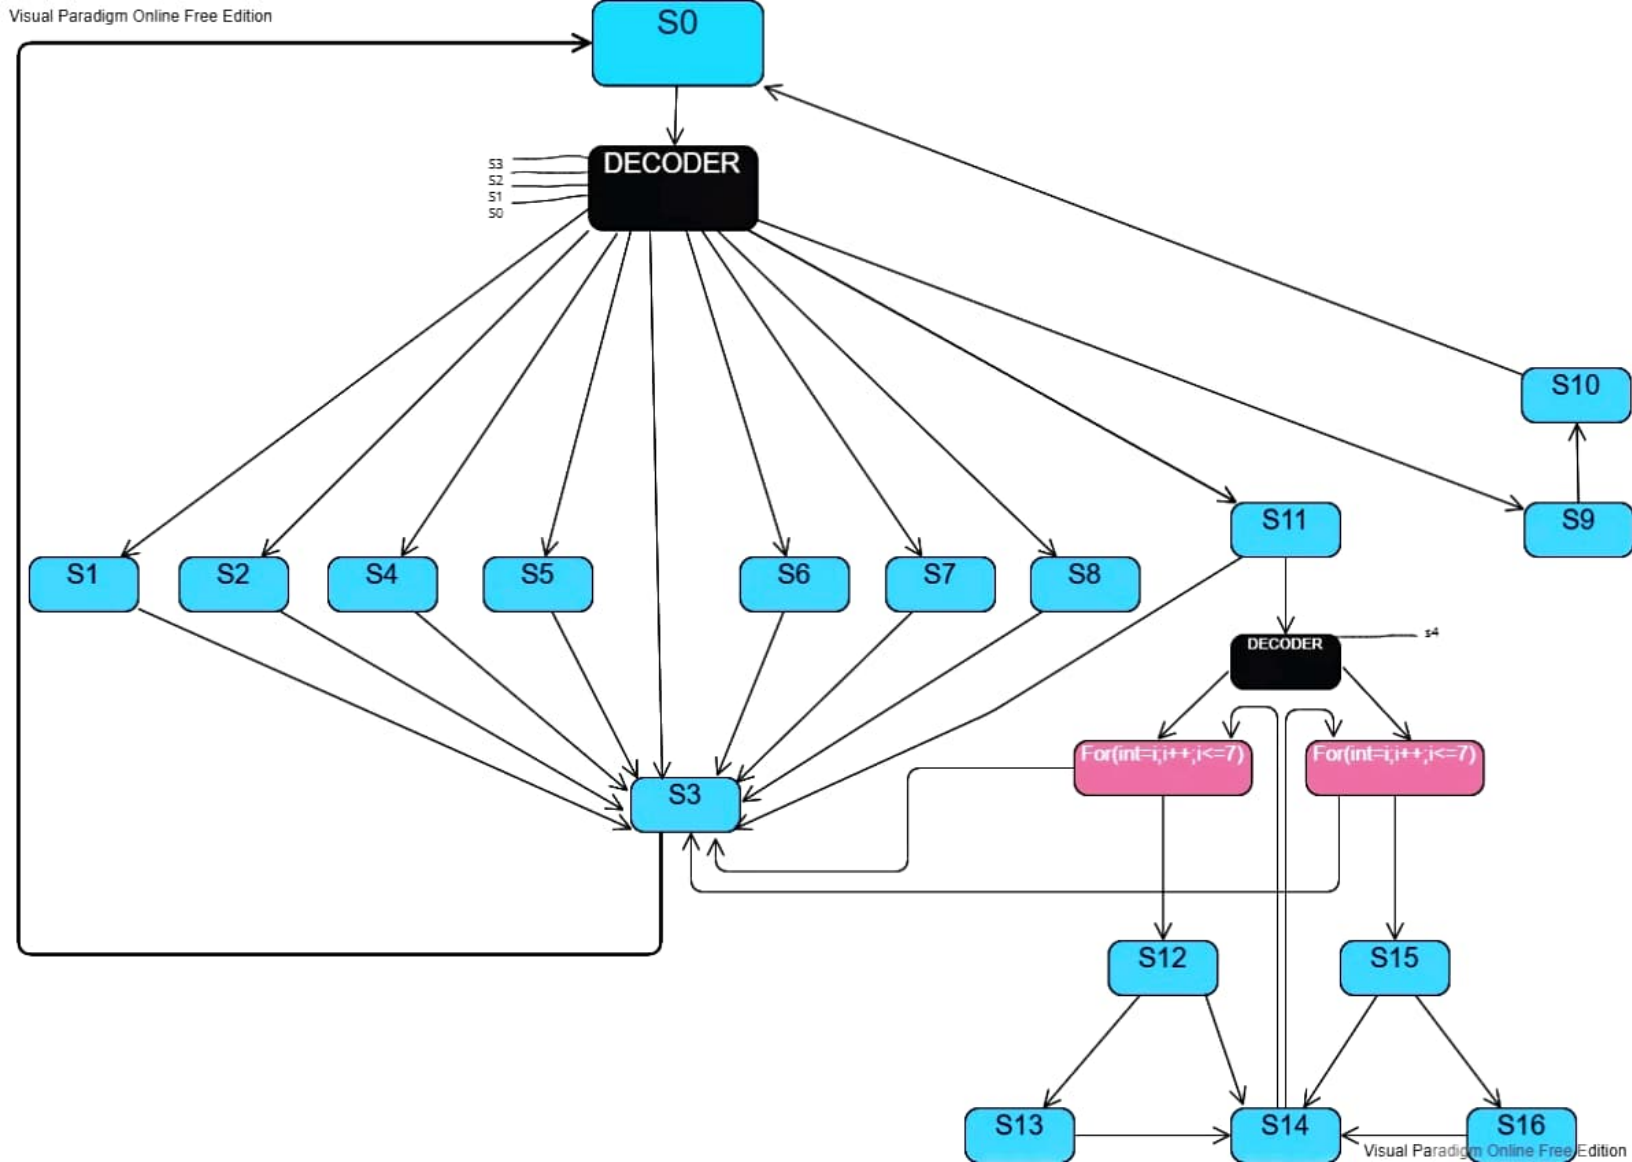 Visual Paradigm Online Free Edition
S0
DECODER
S3
S2
S1
S0
S10
S11
S9
S1
S2
S4
S5
S6
S7
S8
DECODER
s4
For(int=i;i++;i<=7)
For(int=i;i++;i<=7)
S3
S12
S15
S13
S14
S16
Visual Paradigm Online Free Edition